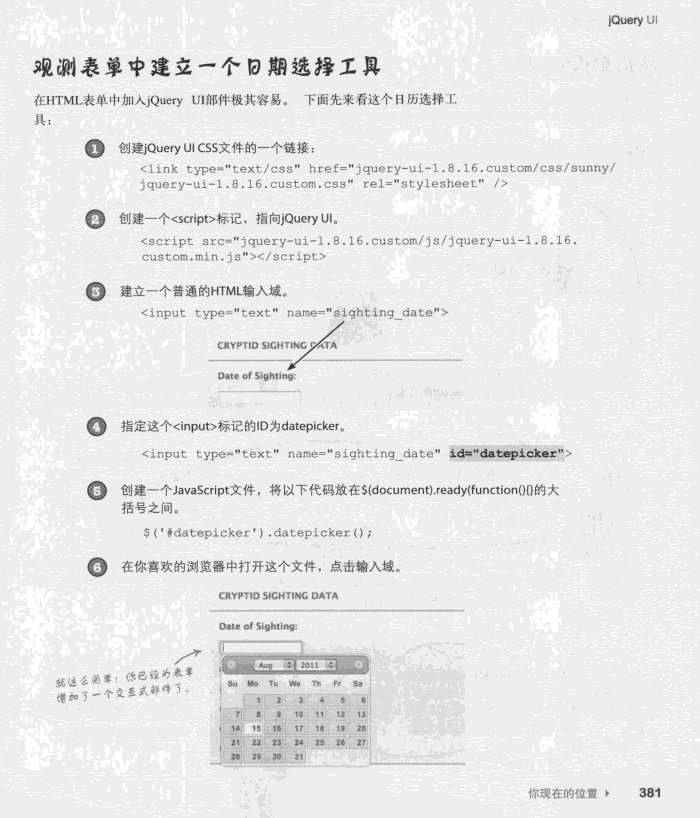 jQuery UI
观测表单中建立一个日期选择工具
在HTML表单中加入jQuery UI部件极其容易。 下面先来看这个日历选择工
具：
1 创建jQuery UI CSS文件的一个链接：
<link type="text/css" href="jquery-ui-1.8.16.custom/css/sunny/
jquery-ui-1.8.16.custom.css" rel="stylesheet" />
2 创建一个<script>标记，指向jQuery UI。
<script src="jquery-ui-1.8.16.custom/js/jquery-ui-1.8.16.
custom.min.js"></script>
3 建立一个普通的HTML输入域。
<input type="text" name="sighting_date">
CRYPTID SIGHTING DATA
Date of Sighting:
4 指定这个<input>标记的ID为datepicker。
<input type="text" name="sighting_date" id="datepicker">
5 创建一个JavaScript文件，将以下代码放在$(document).ready(function(){}的大
括号之间。
$('#datepicker').datepicker();
6 在你喜欢的浏览器中打开这个文件，点击输入域。
CRYPTID SIGHTING DATA
Date of Sighting:
就这么简单！你已经为表单
增加了一个交互式部件了。
Aug 2011
Su Mo Tu We Th Fr Sa
1 2 3 4 5 6
7 8 9 10 11 12 13
14 15 16 17 18 19 20
21 22 23 24 25 26 27
28 29 30 31
你现在的位置 381